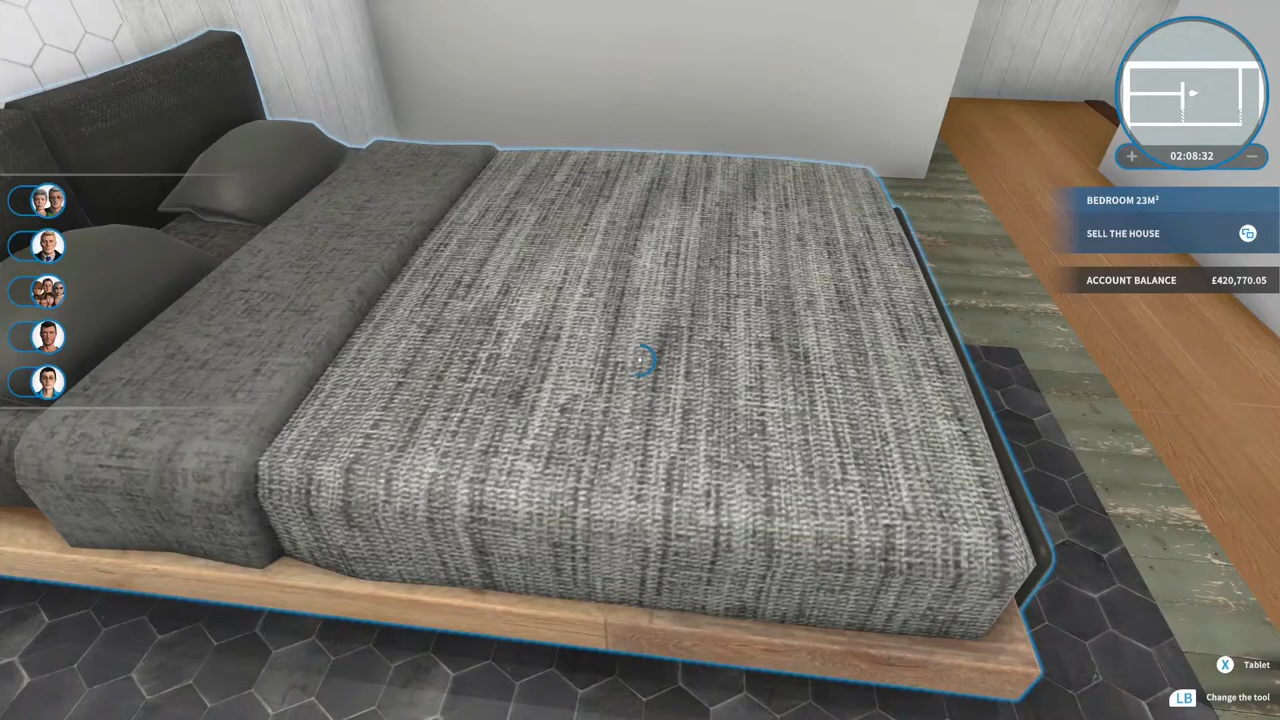 02:08:32
BEDROOM 23M²
SELL THE HOUSE
ACCOUNT BALANCE £420,770.05
X Tablet
LB Change the tool